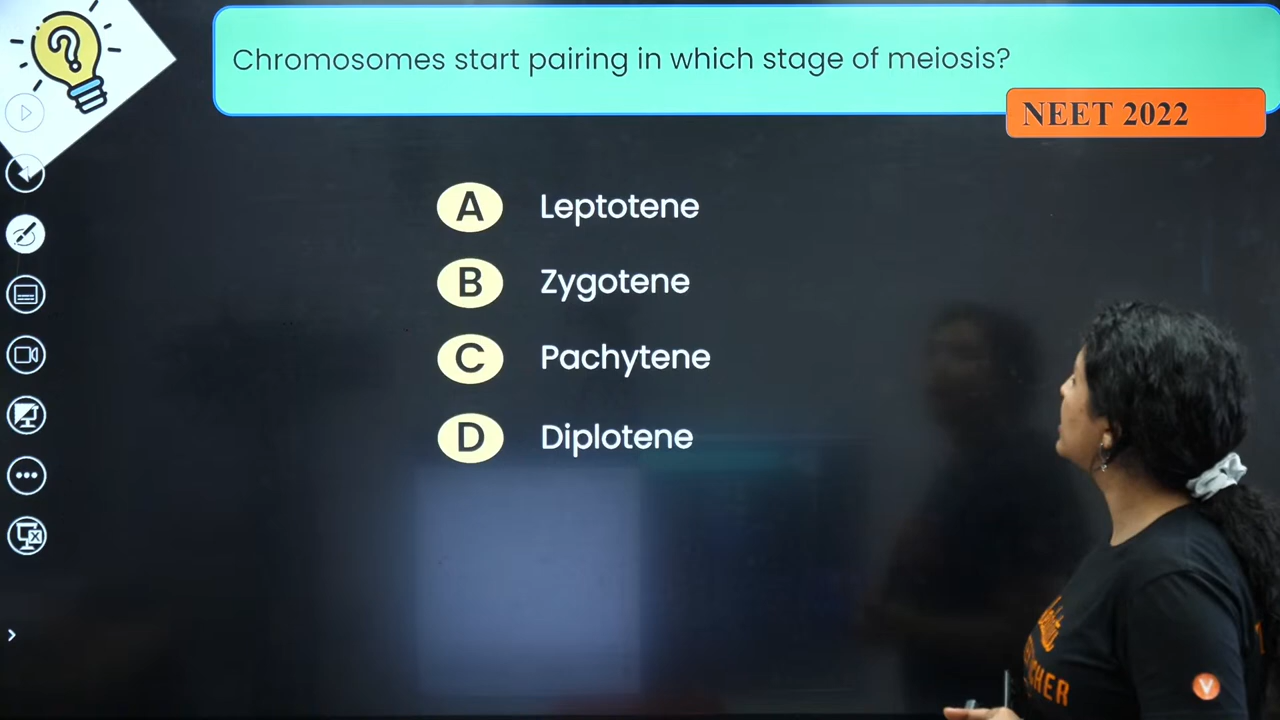 Chromosomes start pairing in which stage of meiosis?
NEET 2022
A Leptotene
B Zygotene
C Pachytene
D Diplotene